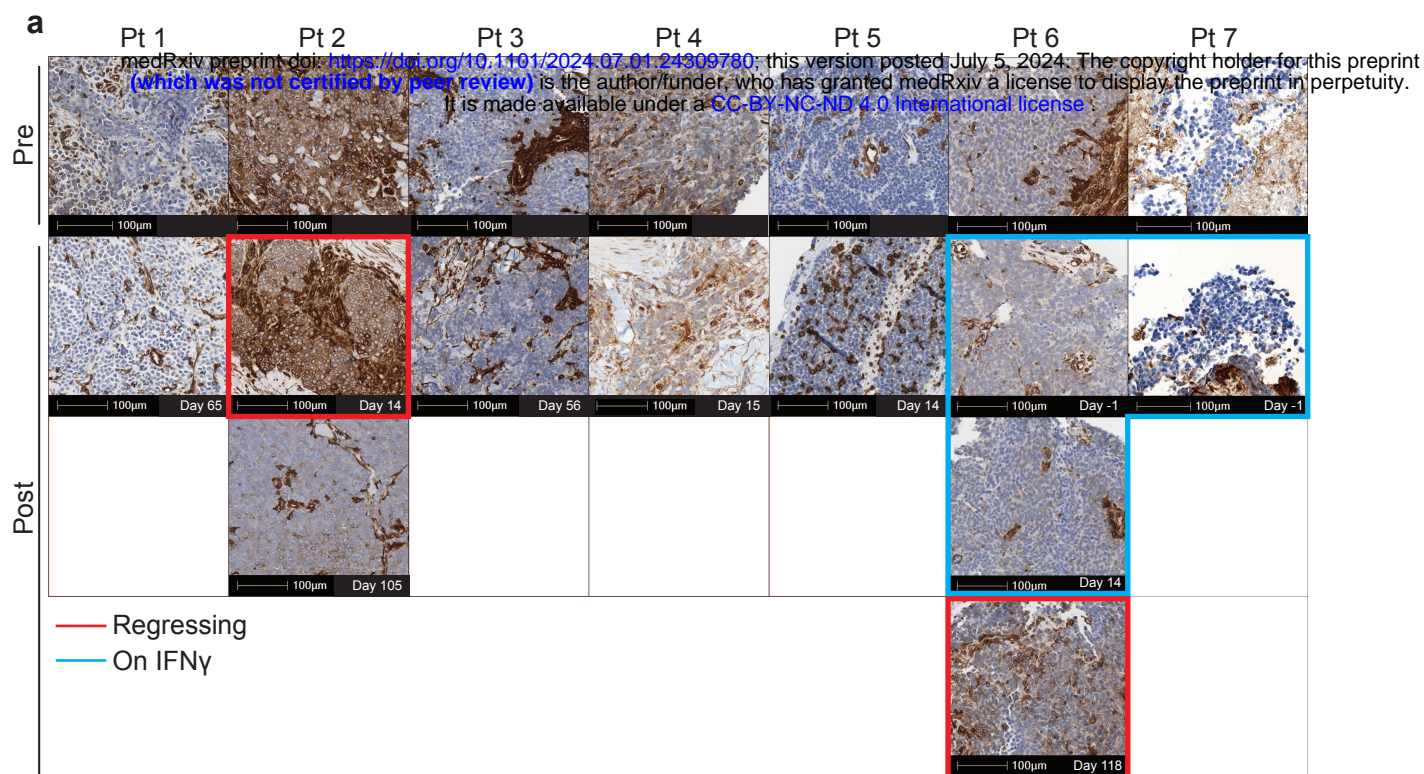 a
Pt 1 Pt 2 Pt 3 Pt 4 Pt 5 Pt 6 Pt 7
medRxiv preprint doi: https://doi.org/10.1101/2024.07.01.24309780; this version posted July 5, 2024. The copyright holder for this preprint
(which was not certified by peer review) is the author/funder, who has granted medRxiv a license to display the preprint in perpetuity.
It is made available under a CC-BY-NC-ND 4.0 International license .
Pre
100µm 100µm 100µm 100µm 100µm 100µm 100µm
Post
100µm Day 65 100µm Day 14 100µm Day 56 100µm Day 15 100µm Day 14 100µm Day -1 100µm Day -1
100µm Day 105 100µm Day 14
Regressing
On IFNγ
100µm Day 118